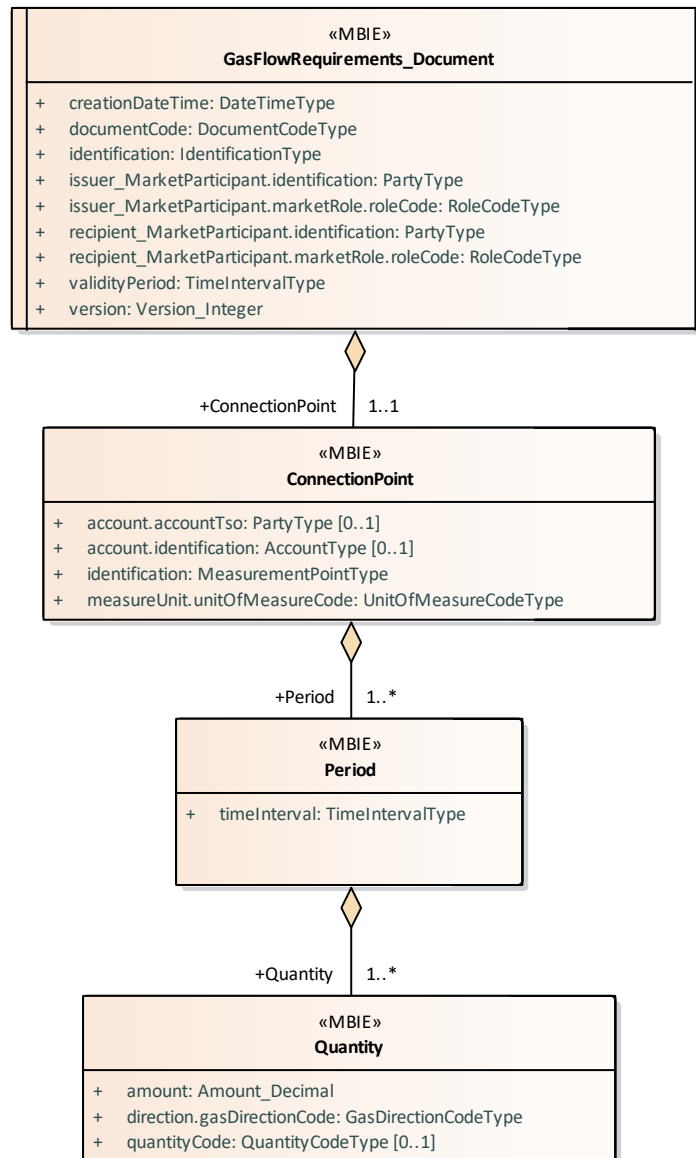 «MBIE»
GasFlowRequirements_Document
+ creationDateTime: DateTimeType
+ documentCode: DocumentCodeType
+ identification: IdentificationType
+ issuer_MarketParticipant.identification: PartyType
+ issuer_MarketParticipant.marketRole.roleCode: RoleCodeType
+ recipient_MarketParticipant.identification: PartyType
+ recipient_MarketParticipant.marketRole.roleCode: RoleCodeType
+ validityPeriod: TimeIntervalType
+ version: Version_Integer
+ConnectionPoint 1..1
«MBIE»
ConnectionPoint
+ account.accountTso: PartyType [0..1]
+ account.identification: AccountType [0..1]
+ identification: MeasurementPointType
+ measureUnit.unitOfMeasureCode: UnitOfMeasureCodeType
+Period 1..*
«MBIE»
Period
+ timeInterval: TimeIntervalType
+Quantity 1..*
«MBIE»
Quantity
+ amount: Amount_Decimal
+ direction.gasDirectionCode: GasDirectionCodeType
+ quantityCode: QuantityCodeType [0..1]